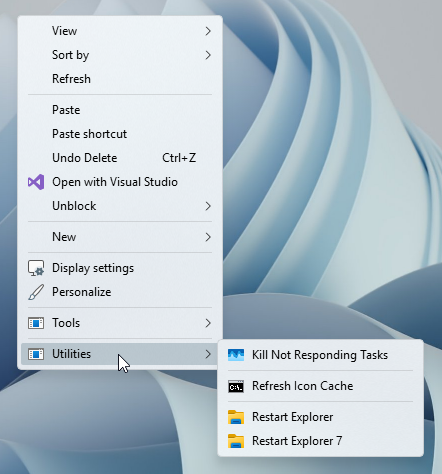 View
Sort by
Refresh
Paste
Paste shortcut
Undo Delete Ctrl+Z
Open with Visual Studio
Unblock
New
Display settings
Personalize
Tools
Utilities
Kill Not Responding Tasks
Refresh Icon Cache
Restart Explorer
Restart Explorer 7